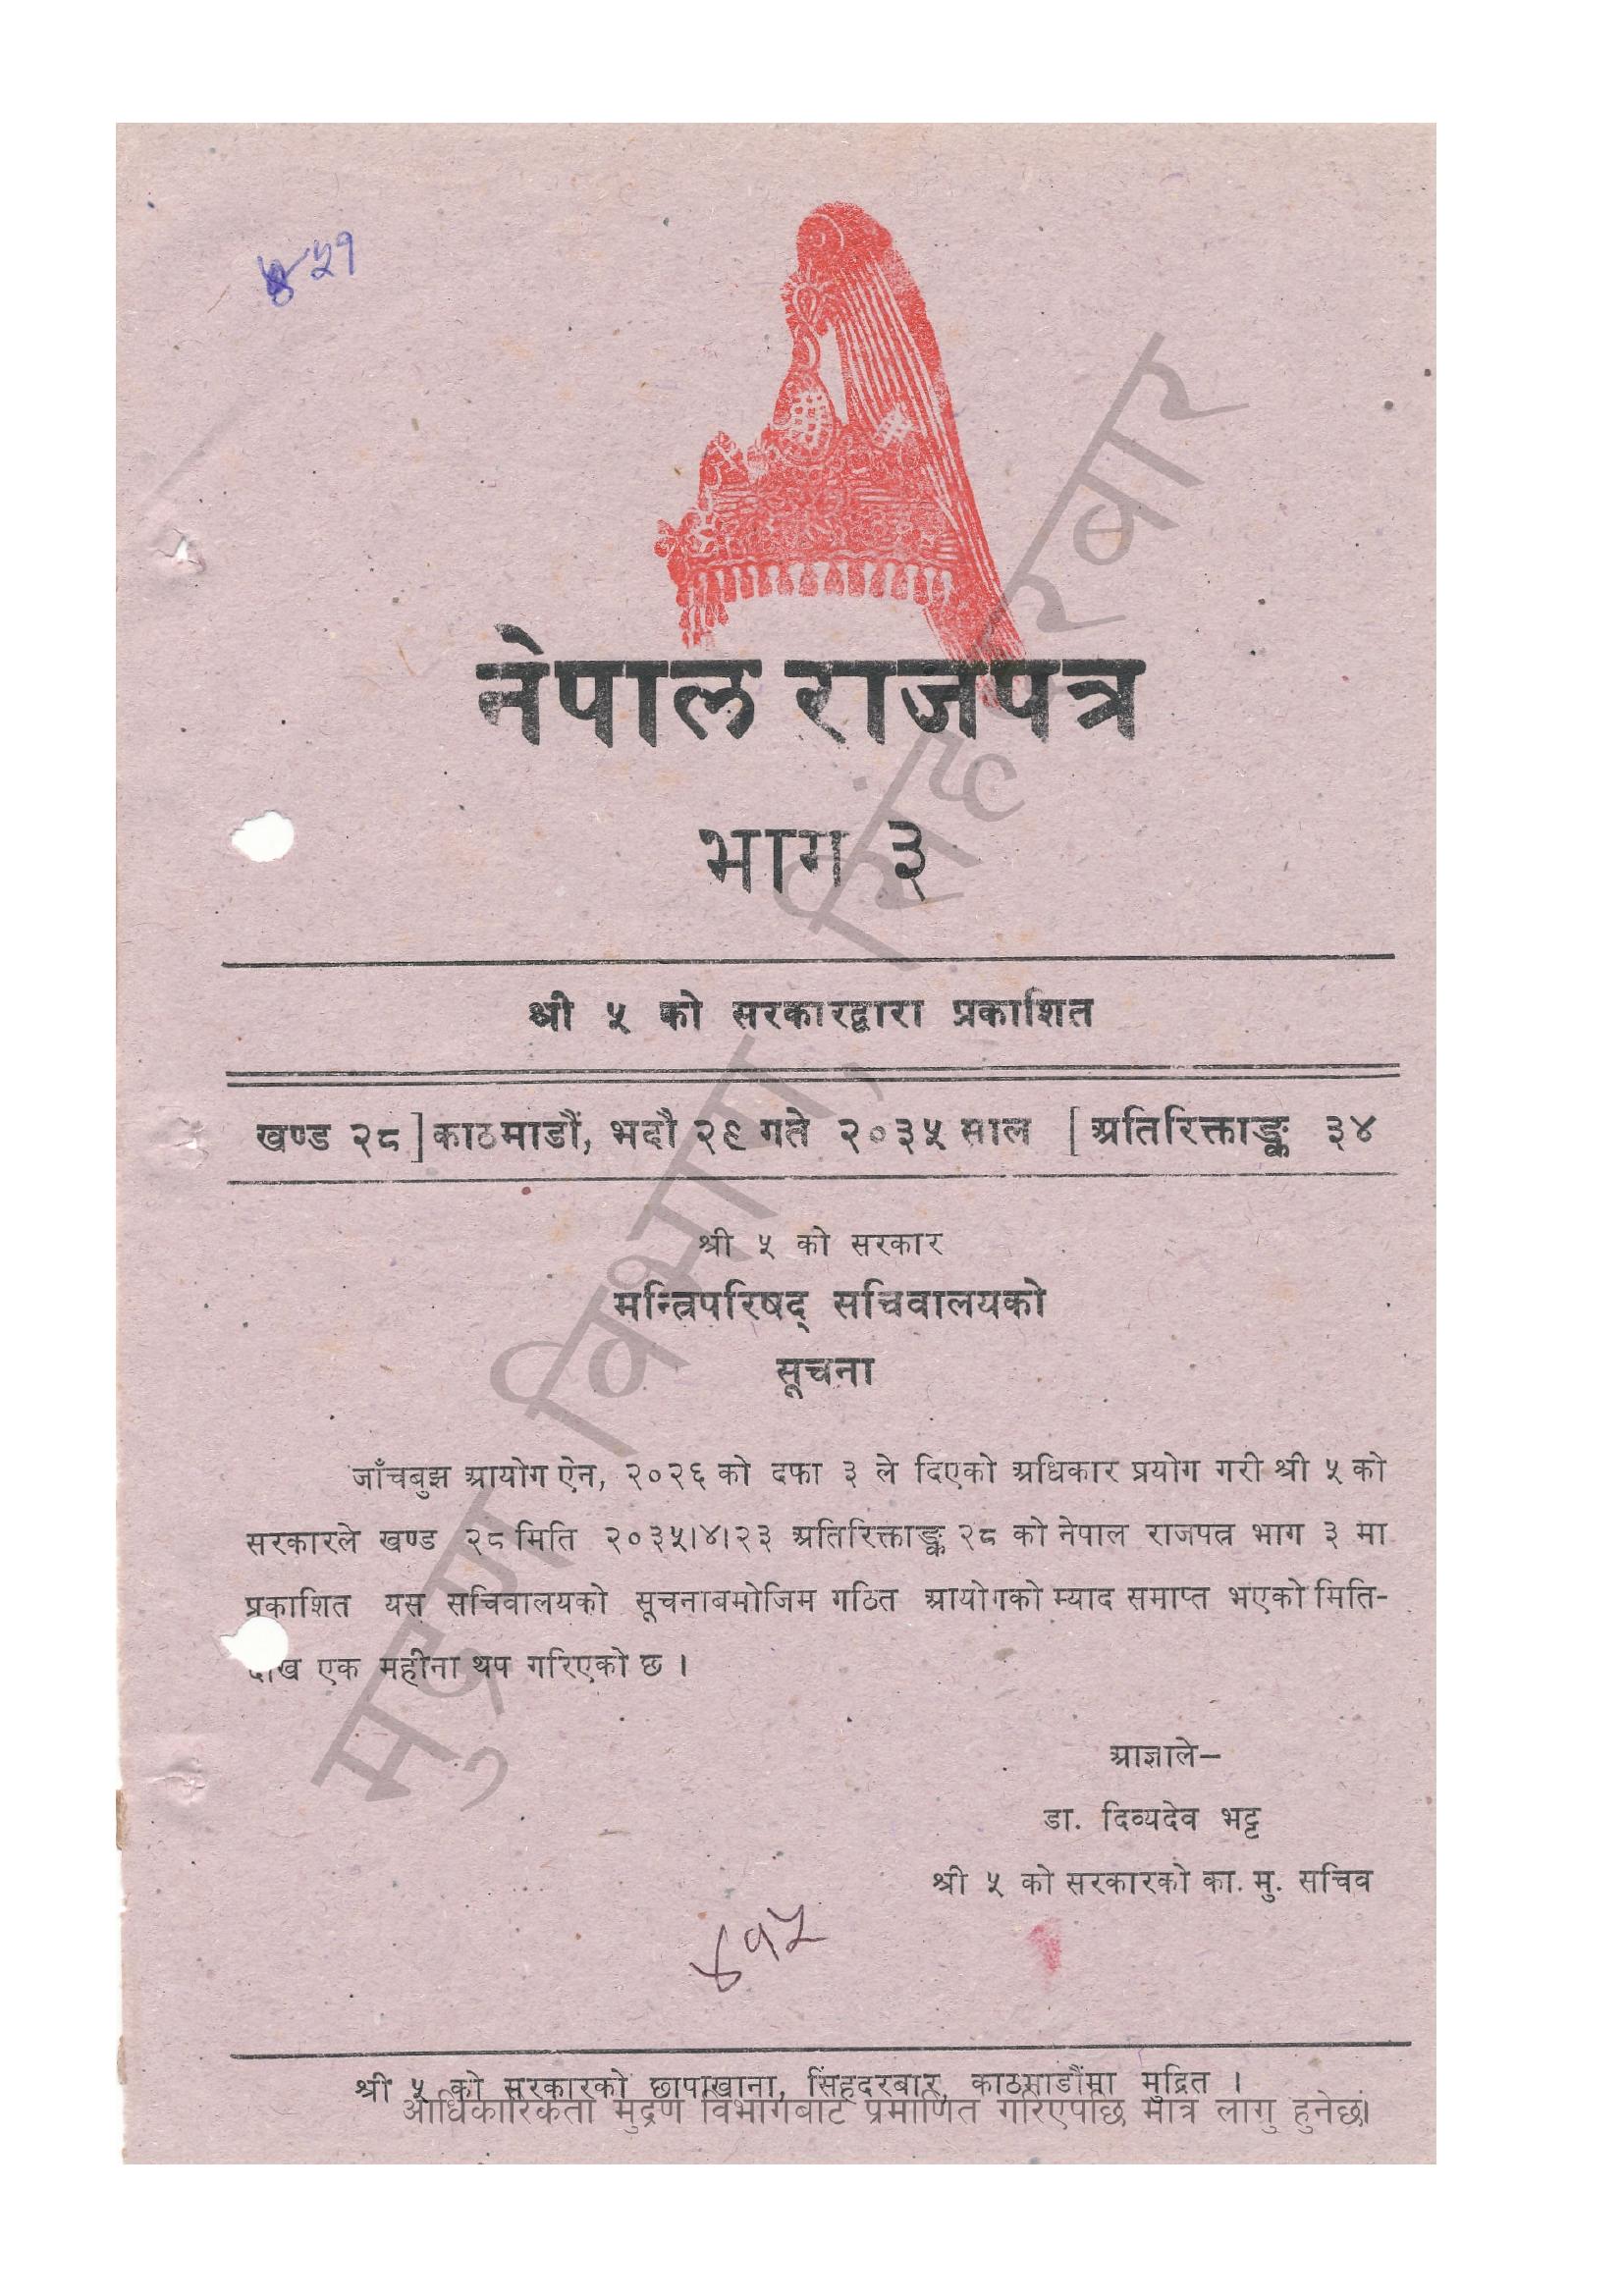 ५१
नेपाल राजपत्र
भाग ३
श्री ५ को सरकारद्वारा प्रकाशित
खण्ड २८] काठमाडौं, भदौ २९ गते २०३५ साल [अतिरिक्ताङ्क ३४
श्री ५ को सरकार
मन्त्रिपरिषद् सचिवालयको
सूचना
जाँचबुझ आयोग ऐन, २०२६ को दफा ३ ले दिएको अधिकार प्रयोग गरी श्री ५ को
सरकारले खण्ड २८ मिति २०३५।४।२३ अतिरिक्ताङ्क २८ को नेपाल राजपत्र भाग ३ मा
प्रकाशित यस सचिवालयको सूचनाबमोजिम गठित आयोगको म्याद समाप्त भएको मिति-
देखि एक महीना थप गरिएको छ ।
आज्ञाले–
डा. दिव्यदेव भट्ट
श्री ५ को सरकारको का. मु. सचिव
श्री ५ को सरकारको छापाखाना, सिंहदरबार, काठमाडौंमा मुद्रित ।
आधिकारिकता मुद्रण विभागबाट प्रमाणित गरिएपछि मात्र लागु हुनेछ।
मुद्रण विभाग, सिंहदरबार